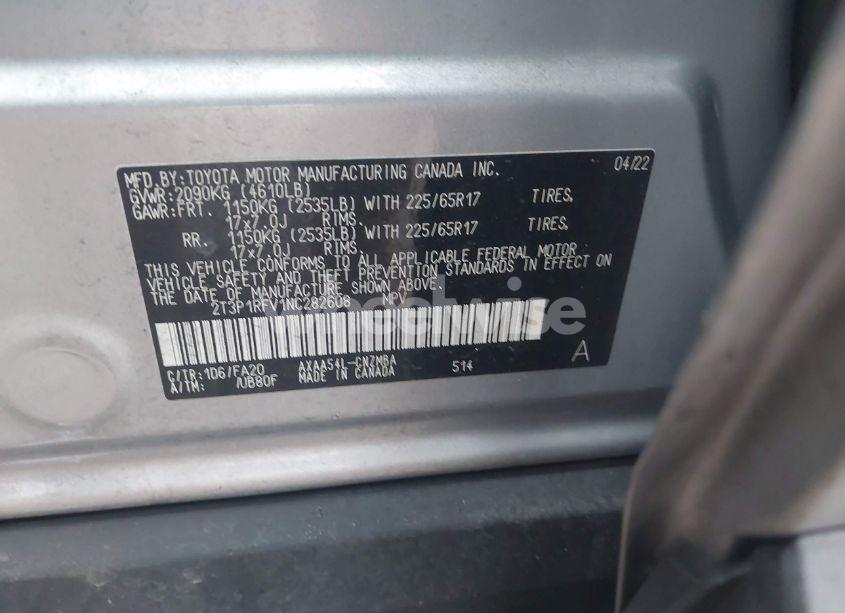 MFD.BY:TOYOTA MOTOR MANUFACTURING CANADA INC. 04/22
GVWR:2090KG (4610LB)
GAWR:FRT. 1150KG (2535LB) WITH 225/65R17 TIRES,
17x7.0J RIMS.
RR. 1150KG (2535LB) WITH 225/65R17 TIRES,
17x7.0J RIMS.
THIS VEHICLE CONFORMS TO ALL APPLICABLE FEDERAL MOTOR
VEHICLE SAFETY AND THEFT PREVENTION STANDARDS IN EFFECT ON
THE DATE OF MANUFACTURE SHOWN ABOVE.
2T3P1RFV1NC282608 MPV
wheelwise
C/TR:1D6/FA20 AXAA54L-CNZMBA 514 A
A/TM: /UB80F MADE IN CANADA